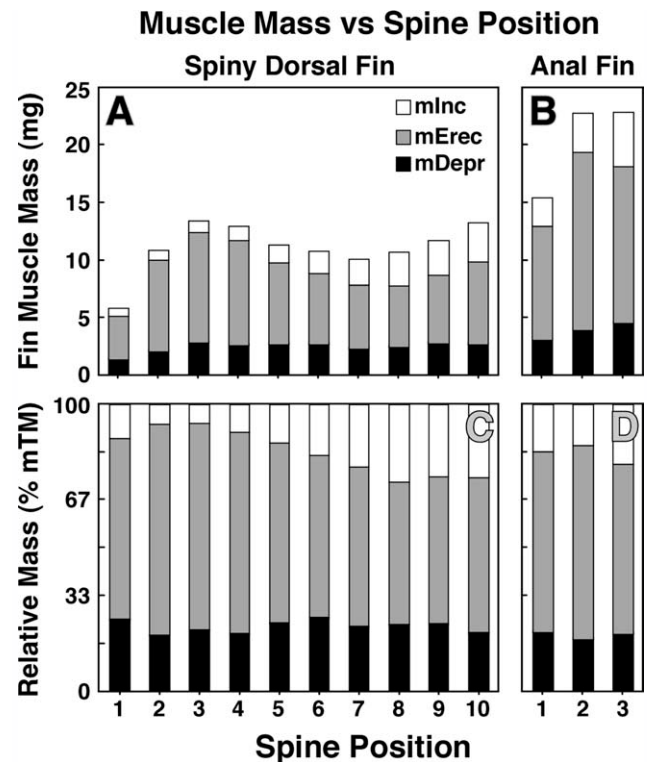 Muscle Mass vs Spine Position
Spiny Dorsal Fin
Anal Fin
Fin Muscle Mass (mg)
25
20
15
10
5
0
A
mInc
mErec
mDepr
B
Relative Mass (% mTM)
100
67
33
0
C
D
1 2 3 4 5 6 7 8 9 10
1 2 3
Spine Position